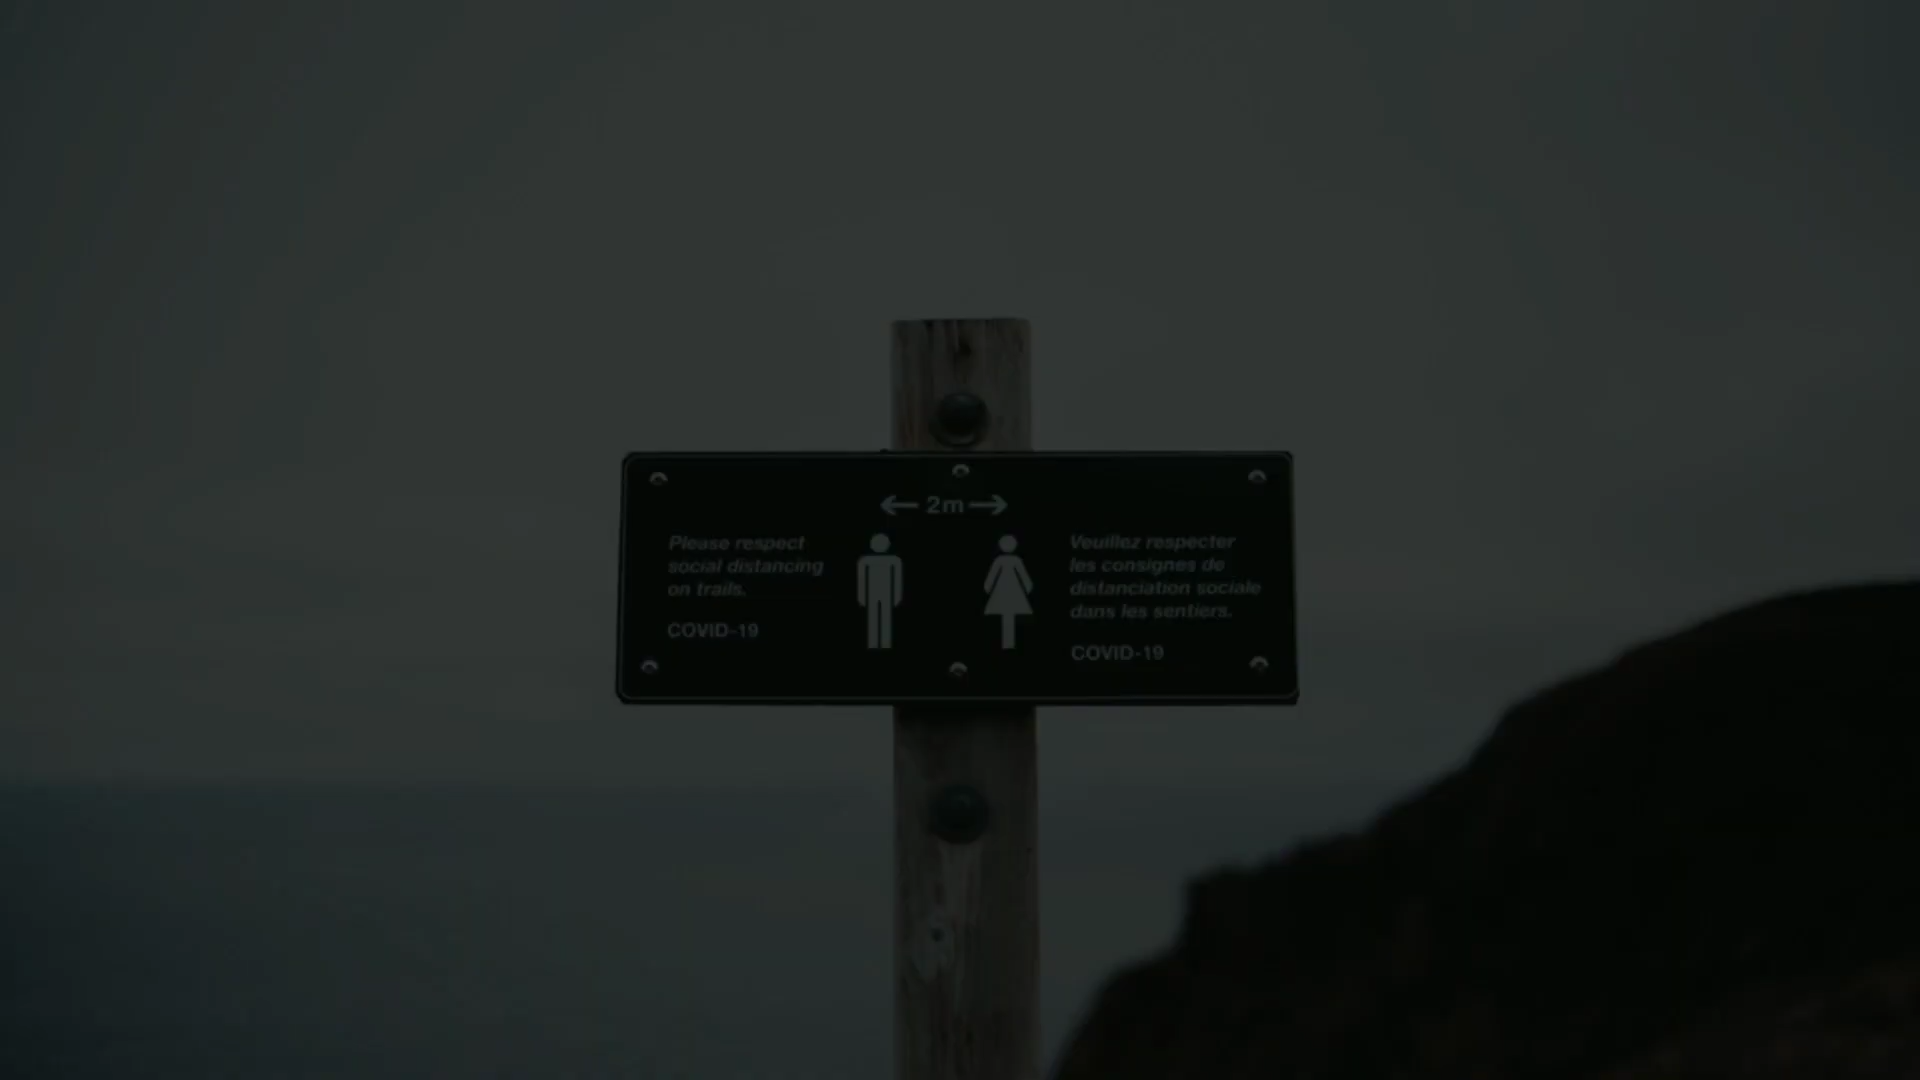 ← 2m →
Please respect
social distancing
on trails.
COVID-19
Veuillez respecter
les consignes de
distanciation sociale
dans les sentiers.
COVID-19